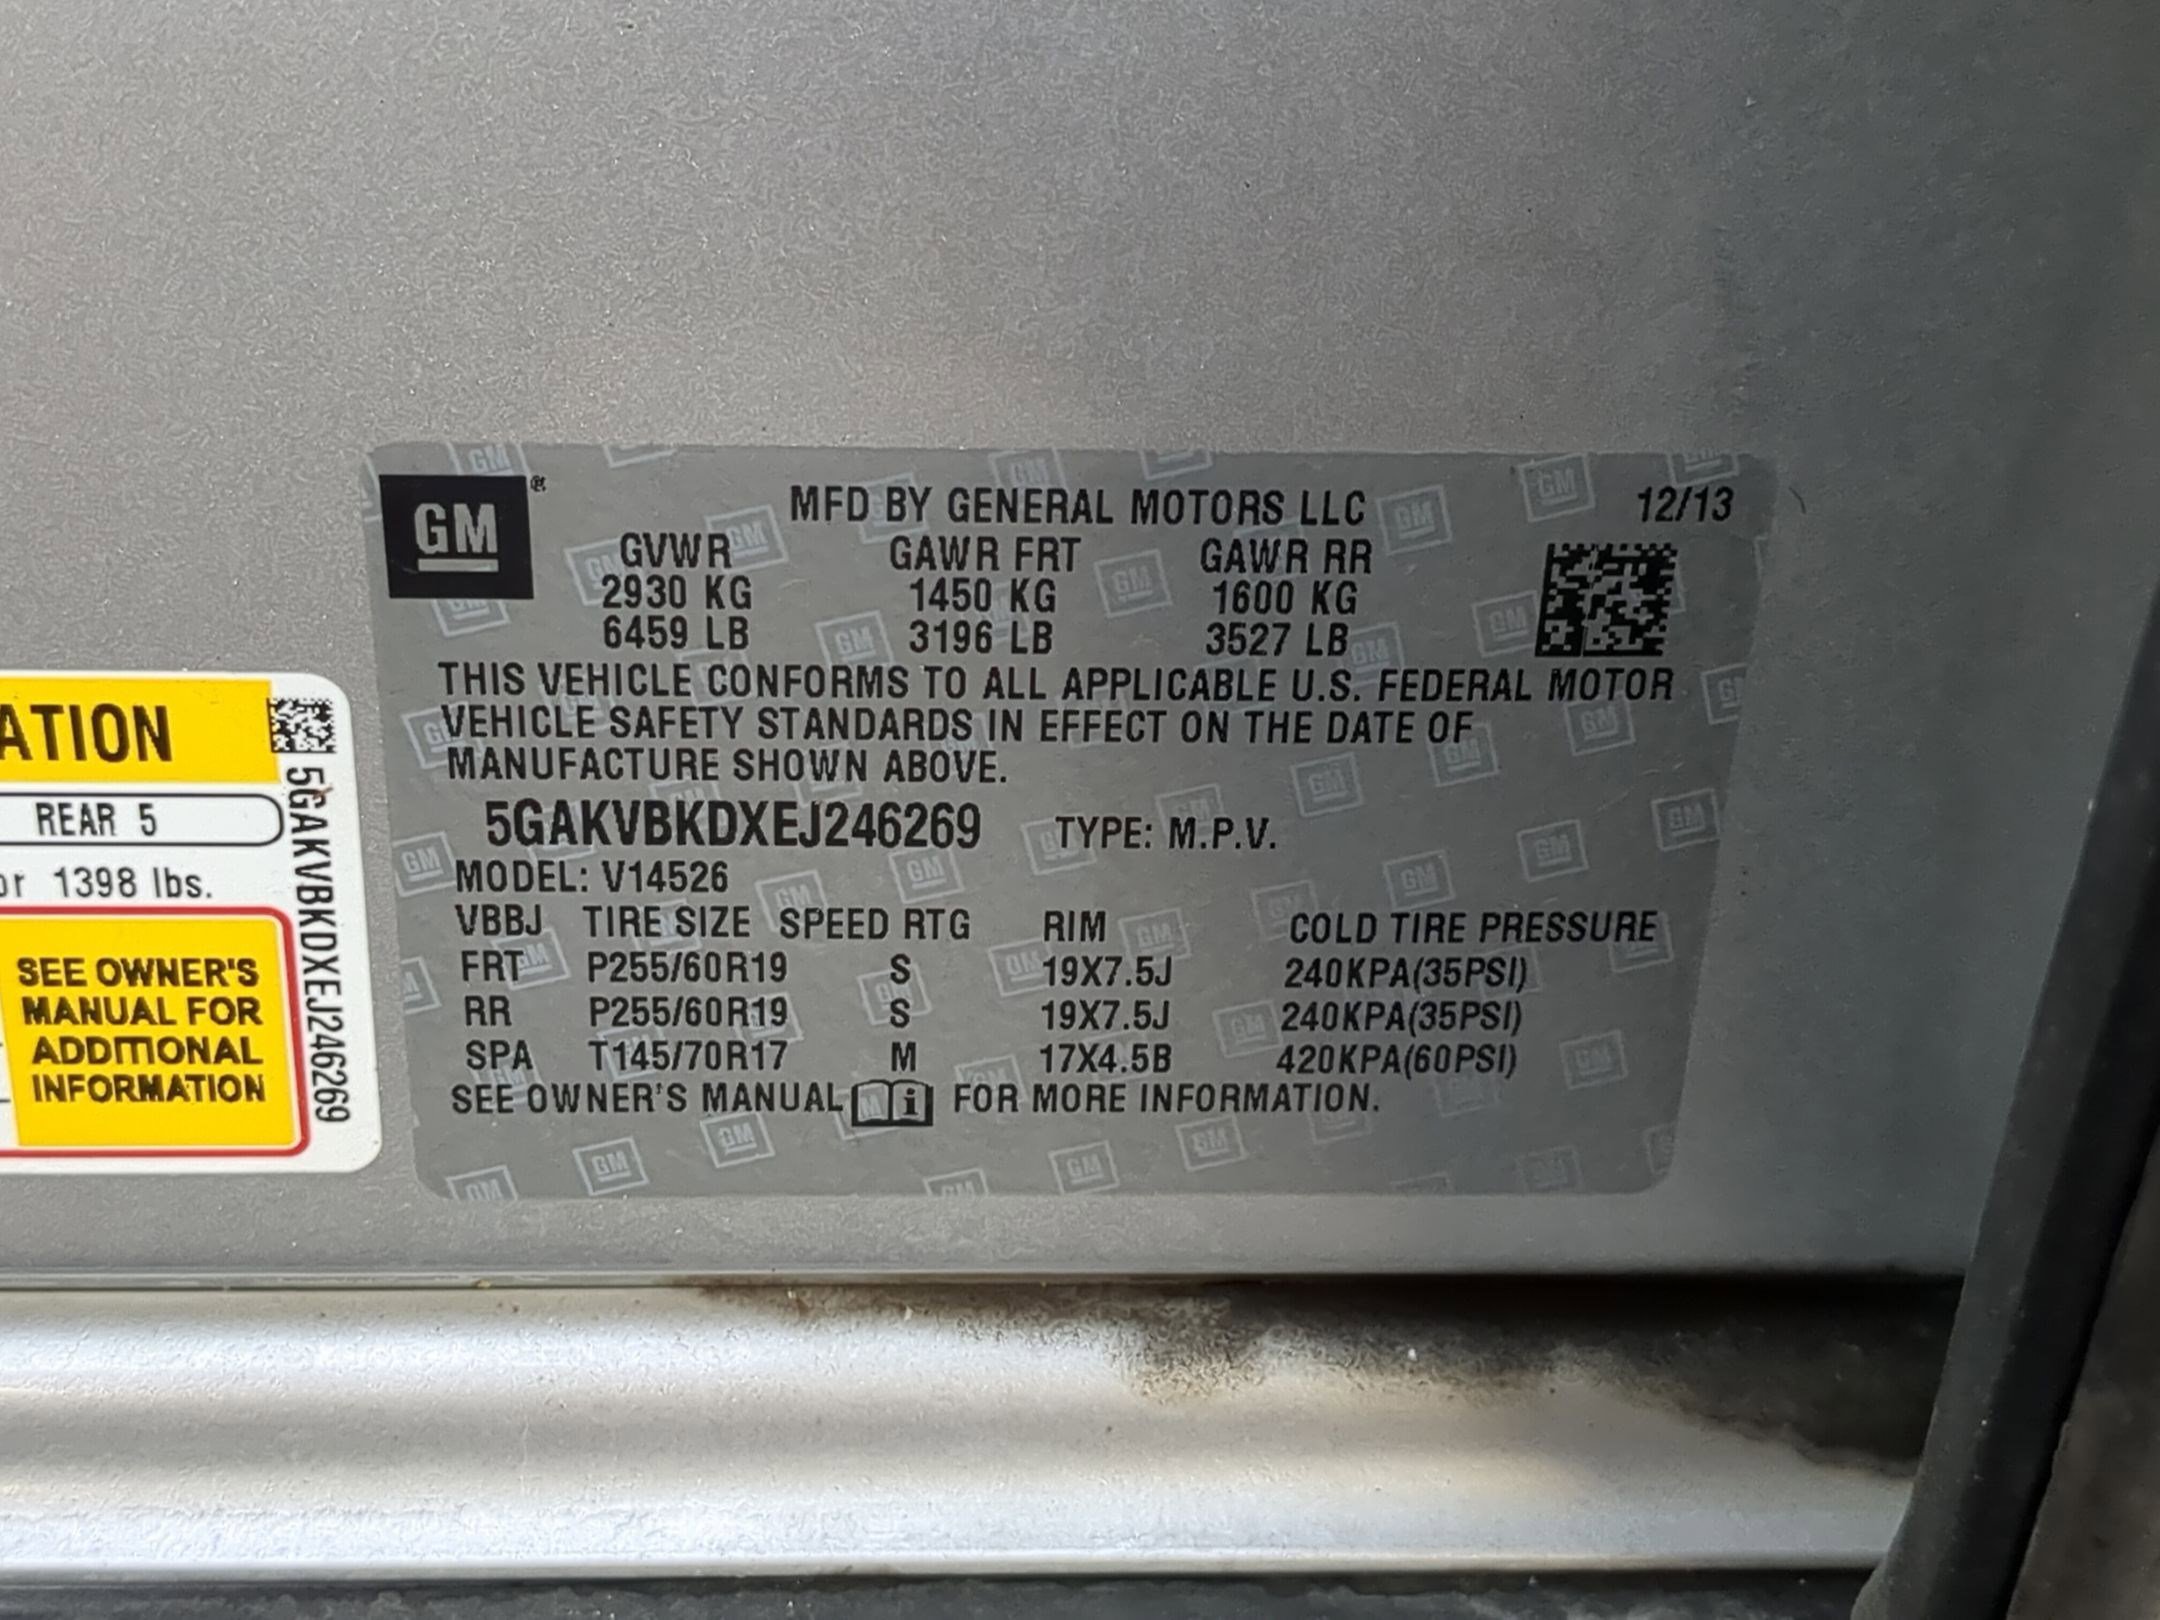 GM
MFD BY GENERAL MOTORS LLC 12/13
GVWR GAWR FRT GAWR RR
2930 KG 1450 KG 1600 KG
6459 LB 3196 LB 3527 LB
THIS VEHICLE CONFORMS TO ALL APPLICABLE U.S. FEDERAL MOTOR
VEHICLE SAFETY STANDARDS IN EFFECT ON THE DATE OF
MANUFACTURE SHOWN ABOVE.
5GAKVBKDXEJ246269 TYPE: M.P.V.
MODEL: V14526
VBBJ TIRE SIZE SPEED RTG RIM COLD TIRE PRESSURE
FRT P255/60R19 S 19X7.5J 240KPA(35PSI)
RR P255/60R19 S 19X7.5J 240KPA(35PSI)
SPA T145/70R17 M 17X4.5B 420KPA(60PSI)
SEE OWNER'S MANUAL i FOR MORE INFORMATION.
ATION
REAR 5
or 1398 lbs.
SEE OWNER'S
MANUAL FOR
ADDITIONAL
INFORMATION
5GAKVBKDXEJ246269